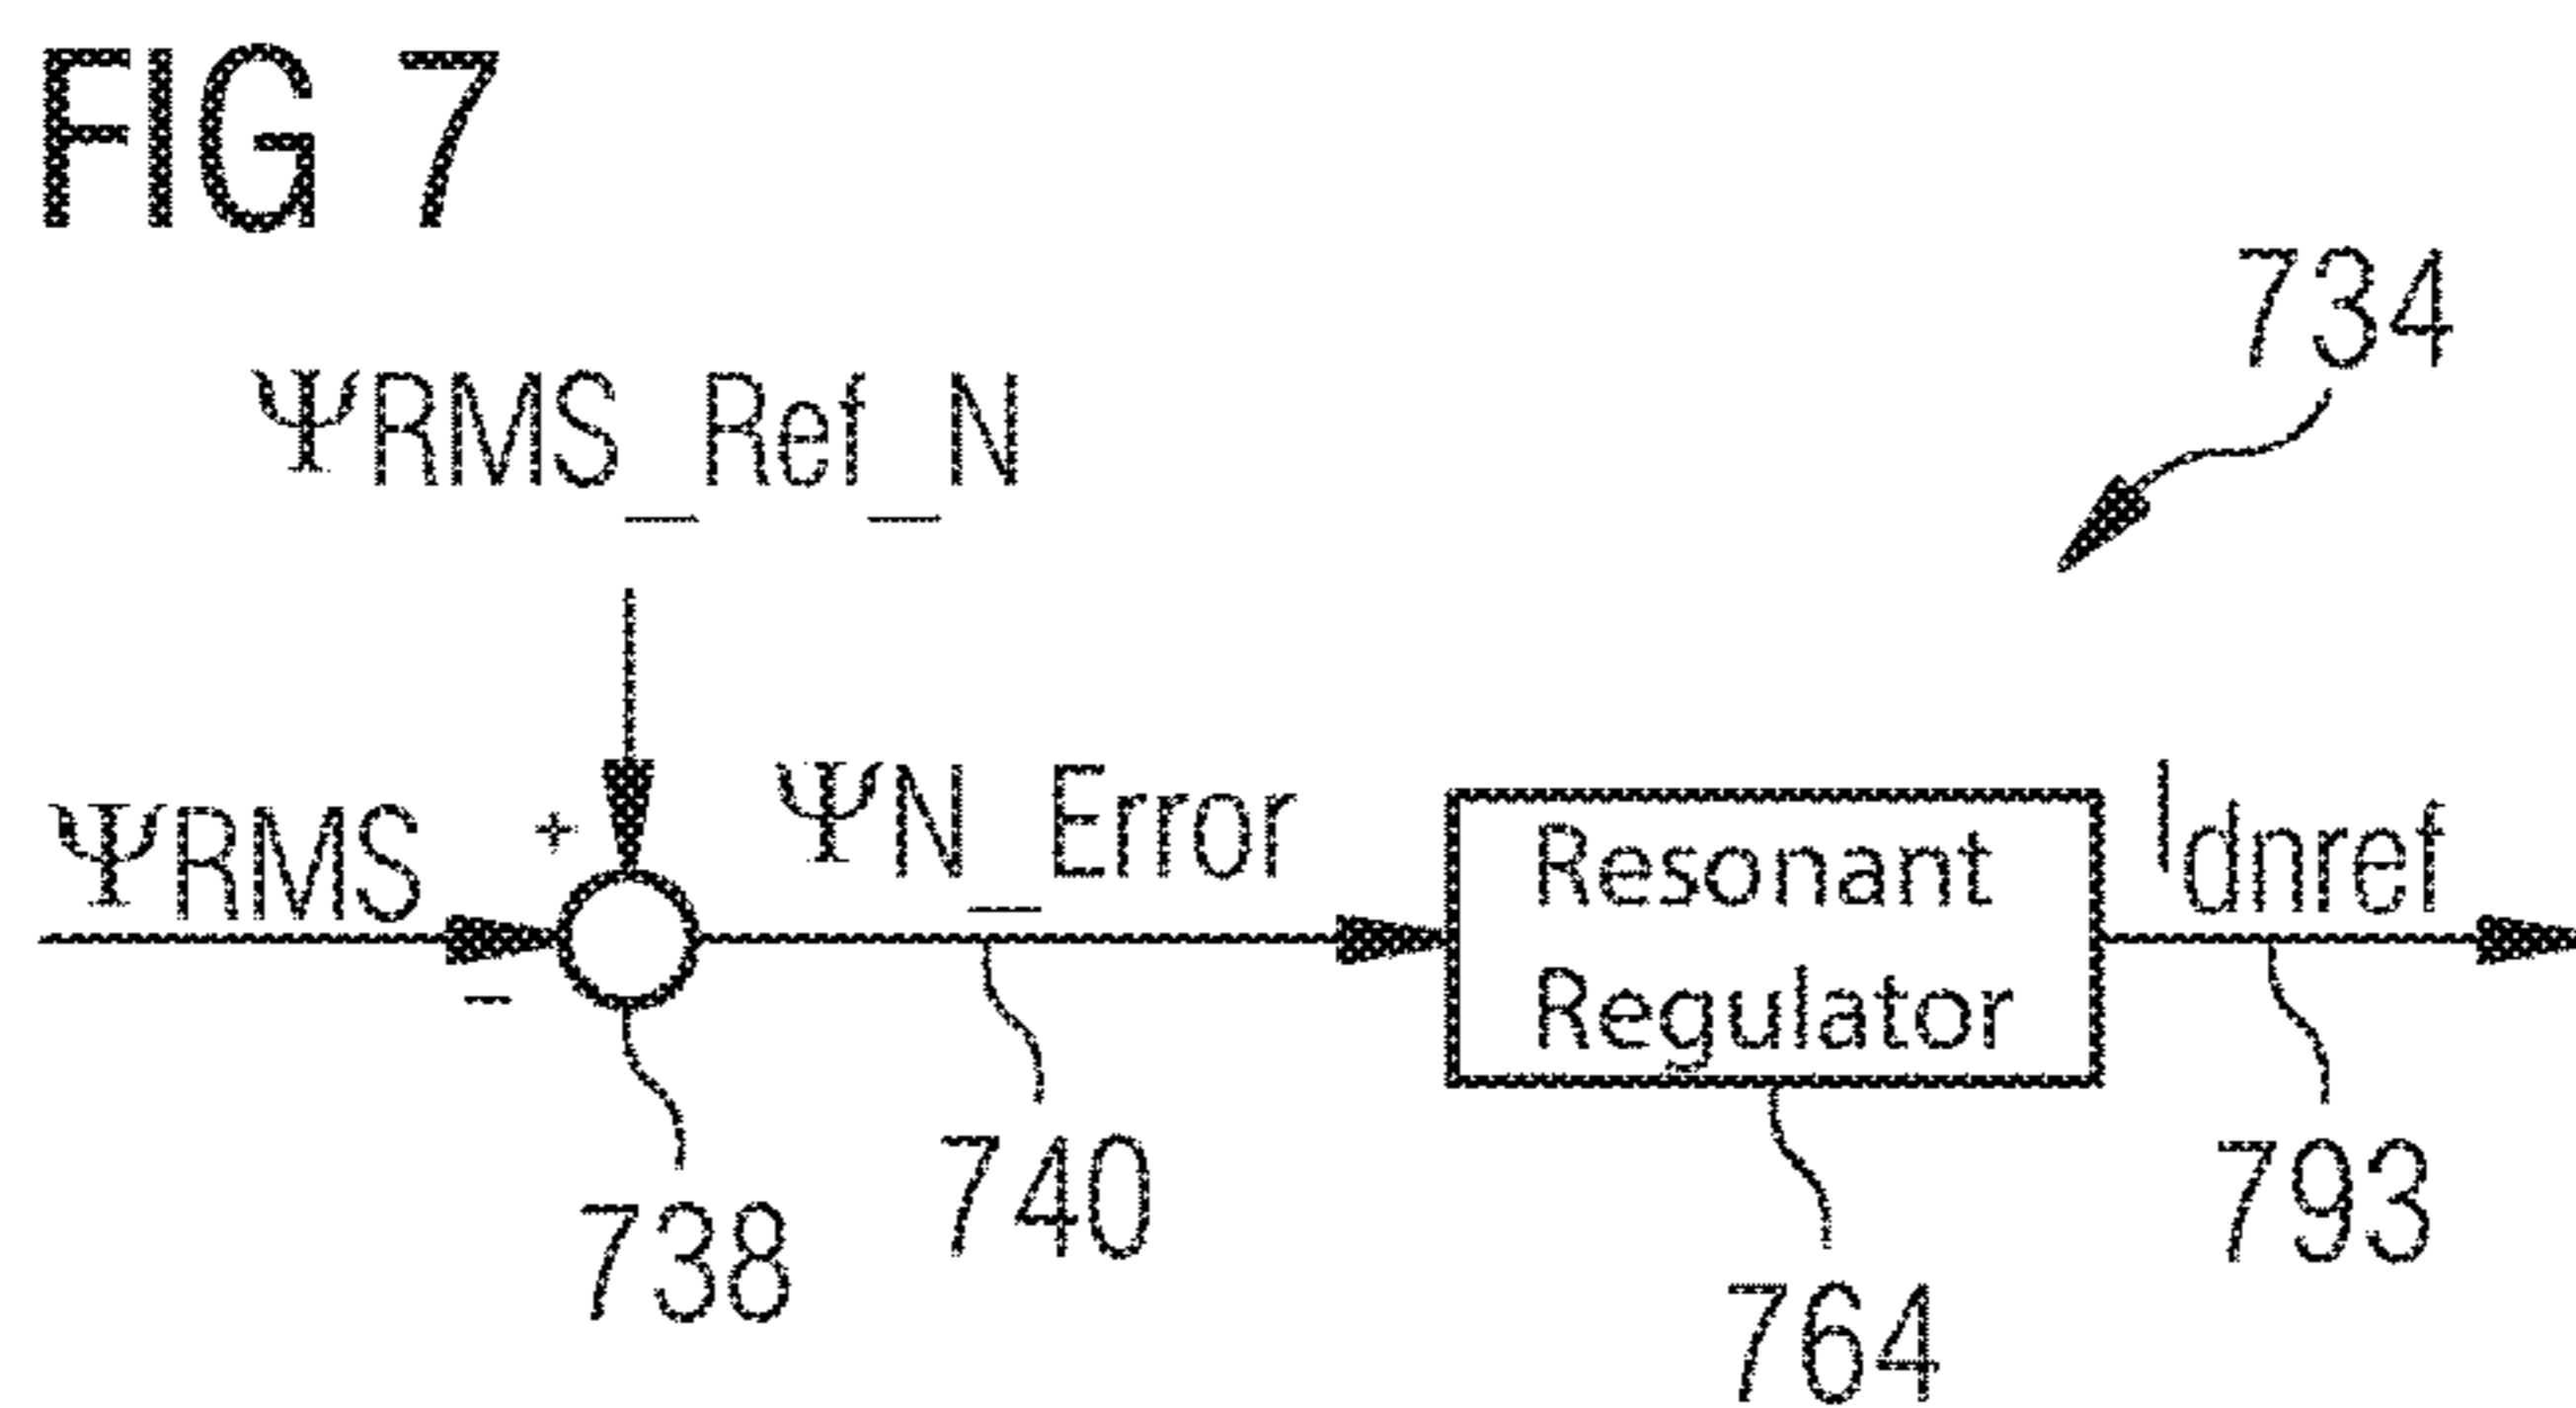 FIG 7
734
ΨRMS_Ref_N
ΨRMS
+
-
ΨN_Error
Resonant
Regulator
Idnref
738
740
764
793